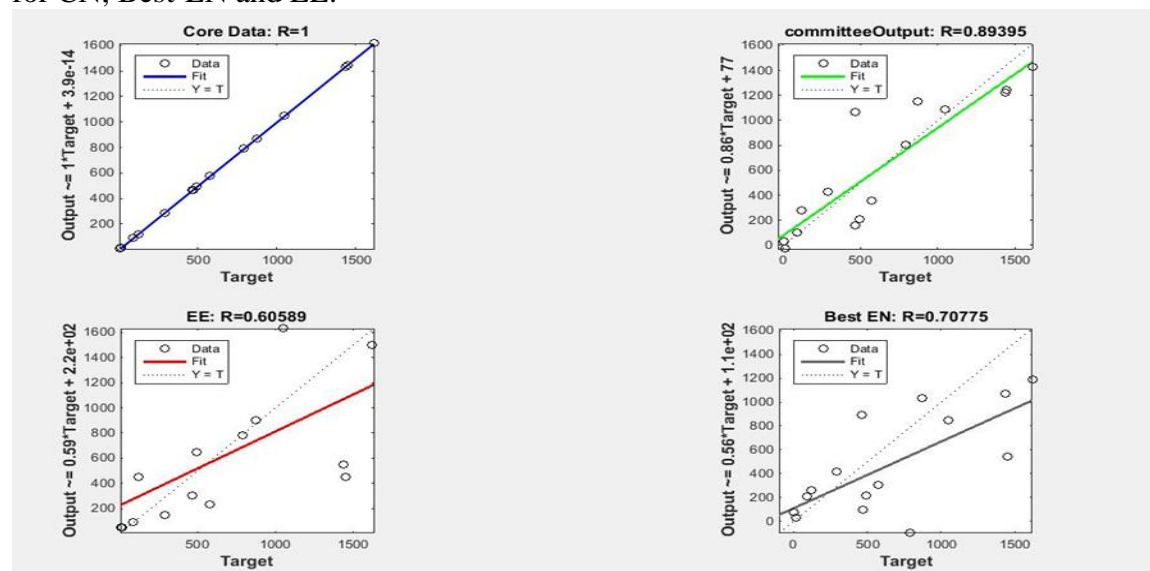 for CN, Best EN and EE.
Core Data: R=1
Output ~= 1*Target + 3.9e-14
1600
1400
1200
1000
800
600
400
200
Data
Fit
Y = T
500
1000
1500
Target
committeeOutput: R=0.89395
Output ~= 0.86*Target + 77
1600
1400
1200
1000
800
600
400
200
0
Data
Fit
Y = T
0
500
1000
1500
Target
EE: R=0.60589
Output ~= 0.59*Target + 2.2e+02
1600
1400
1200
1000
800
600
400
200
Data
Fit
Y = T
500
1000
1500
Target
Best EN: R=0.70775
Output ~= 0.56*Target + 1.1e+02
1600
1400
1200
1000
800
600
400
200
0
Data
Fit
Y = T
0
500
1000
1500
Target